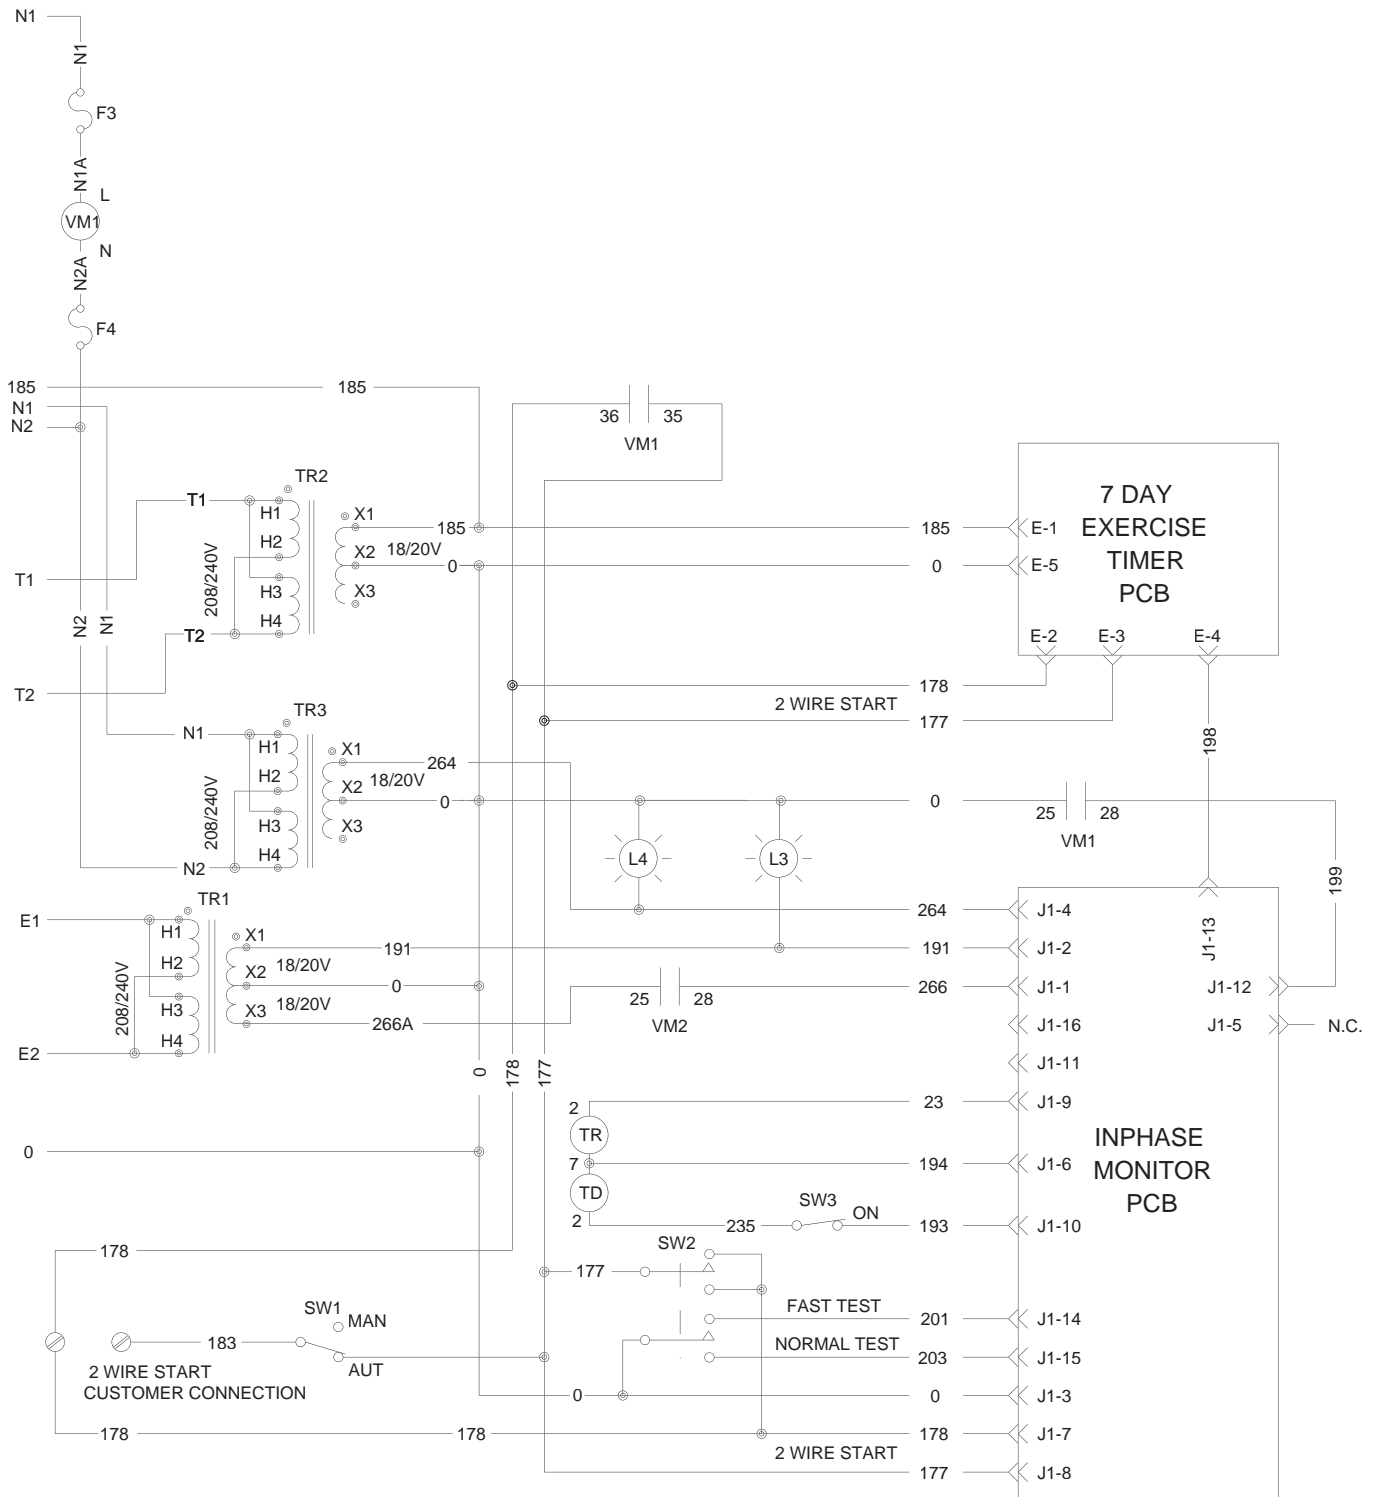 N1
N1
F3
N1A
L
VM1
N
N2A
F4
185
185
N1
N2
36
35
VM1
TR2
T1
H1
H2
H3
H4
208/240V
X1
X2
X3
18/20V
185
0
T1
T2
T2
N2
N1
185
0
E-1
E-5
7 DAY
EXERCISE
TIMER
PCB
E-2
E-3
E-4
178
2 WIRE START
177
198
TR3
N1
H1
H2
H3
H4
208/240V
N2
X1
X2
X3
18/20V
264
0
0
25
28
VM1
L4
L3
199
TR1
E1
H1
H2
H3
H4
208/240V
E2
X1
X2
X3
18/20V
18/20V
191
0
266A
25
28
VM2
264
J1-4
191
J1-2
266
J1-1
J1-16
J1-11
J1-13
J1-12
J1-5
N.C.
0
178
177
2
TR
7
TD
2
23
J1-9
194
J1-6
INPHASE
MONITOR
PCB
0
235
SW3
ON
193
J1-10
178
SW2
177
FAST TEST
201
J1-14
SW1
MAN
183
AUT
2 WIRE START
CUSTOMER CONNECTION
NORMAL TEST
203
J1-15
0
0
J1-3
178
178
178
J1-7
2 WIRE START
177
J1-8